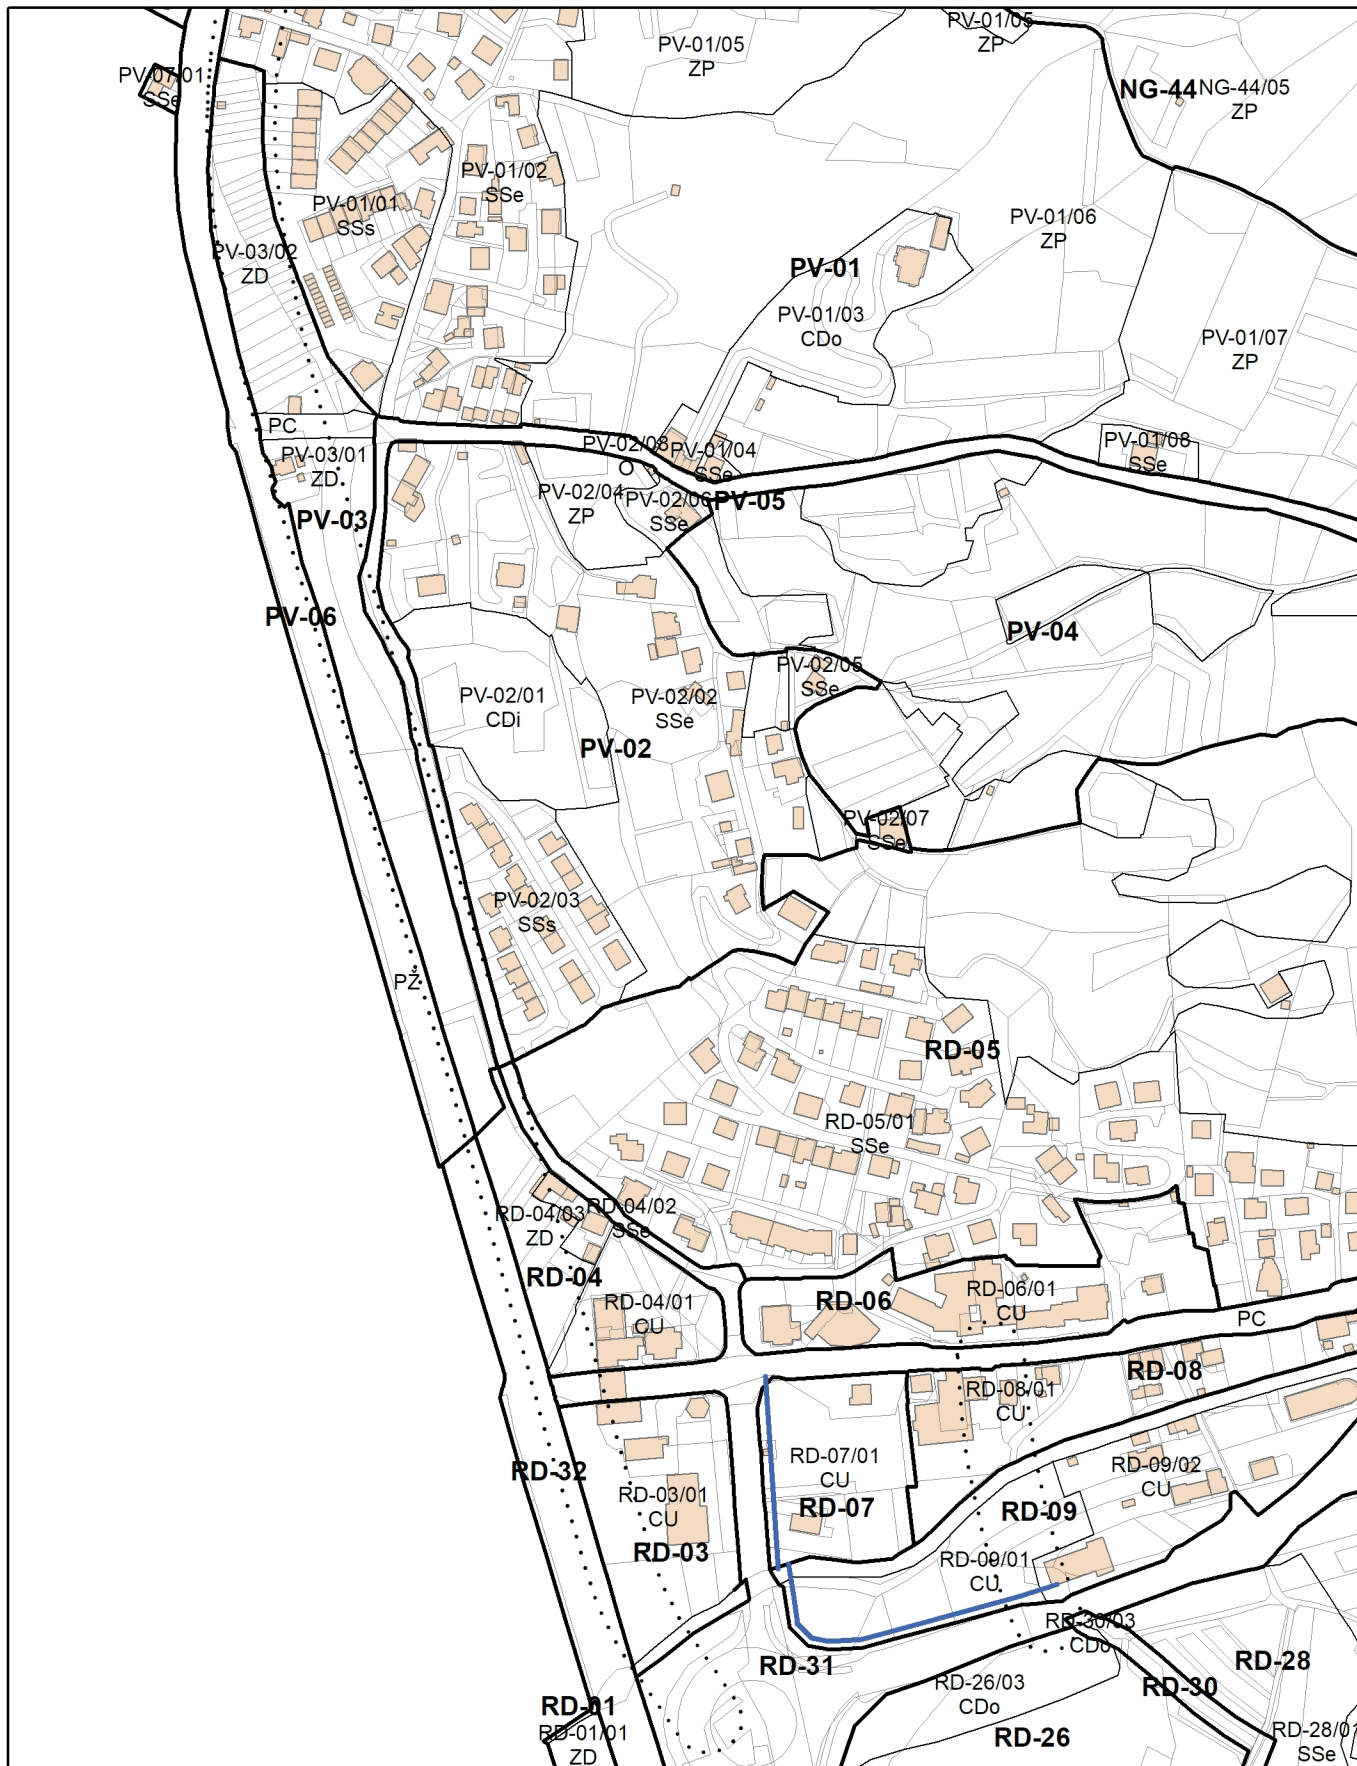 PV-01/05
ZP
PV-01/05
ZP
PV-07/01
SSe
NG-44
NG-44/05
ZP
PV-01/02
SSe
PV-01/01
SSs
PV-01/06
ZP
PV-03/02
ZD
PV-01
PV-01/03
CDo
PV-01/07
ZP
PC
PV-03/01
ZD
PV-02/08
O
PV-01/04
SSe
PV-01/08
SSe
PV-02/04
ZP
PV-02/06
SSe
PV-05
PV-03
PV-06
PV-04
PV-02/05
SSe
PV-02/01
CDi
PV-02/02
SSe
PV-02
PV-02/07
SSe
PV-02/03
SSs
PŽ
RD-05
RD-05/01
SSe
RD-04/03
ZD
RD-04/02
SSe
RD-04
RD-04/01
CU
RD-06
RD-06/01
CU
PC
RD-08
RD-08/01
CU
RD-07/01
CU
RD-09/02
CU
RD-32
RD-03/01
CU
RD-07
RD-09
RD-03
RD-09/01
CU
RD-30/03
CDo
RD-31
RD-28
RD-26/03
CDo
RD-30
RD-01
RD-01/01
ZD
RD-26
RD-28/01
SSe